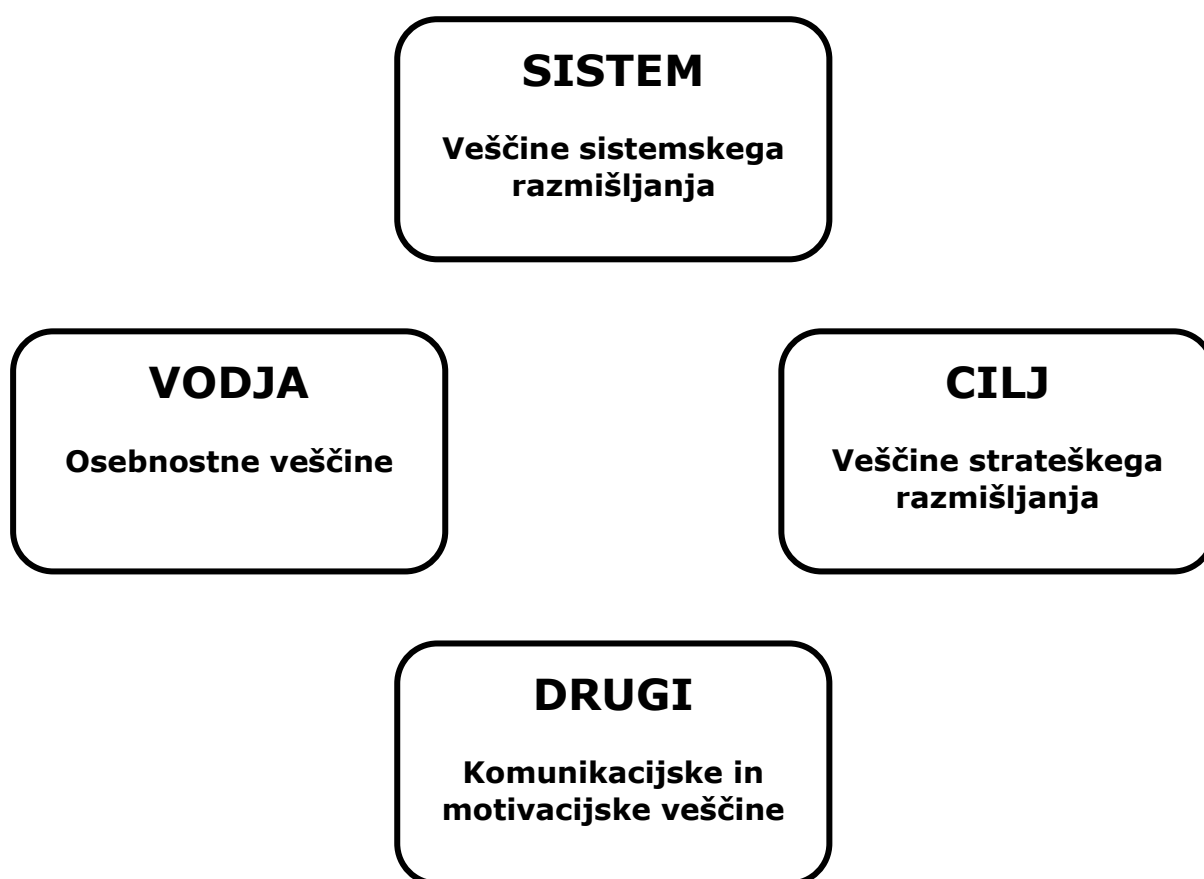 SISTEM
Veščine sistemskega
razmišljanja
VODJA
Osebnostne veščine
CILJ
Veščine strateškega
razmišljanja
DRUGI
Komunikacijske in
motivacijske veščine